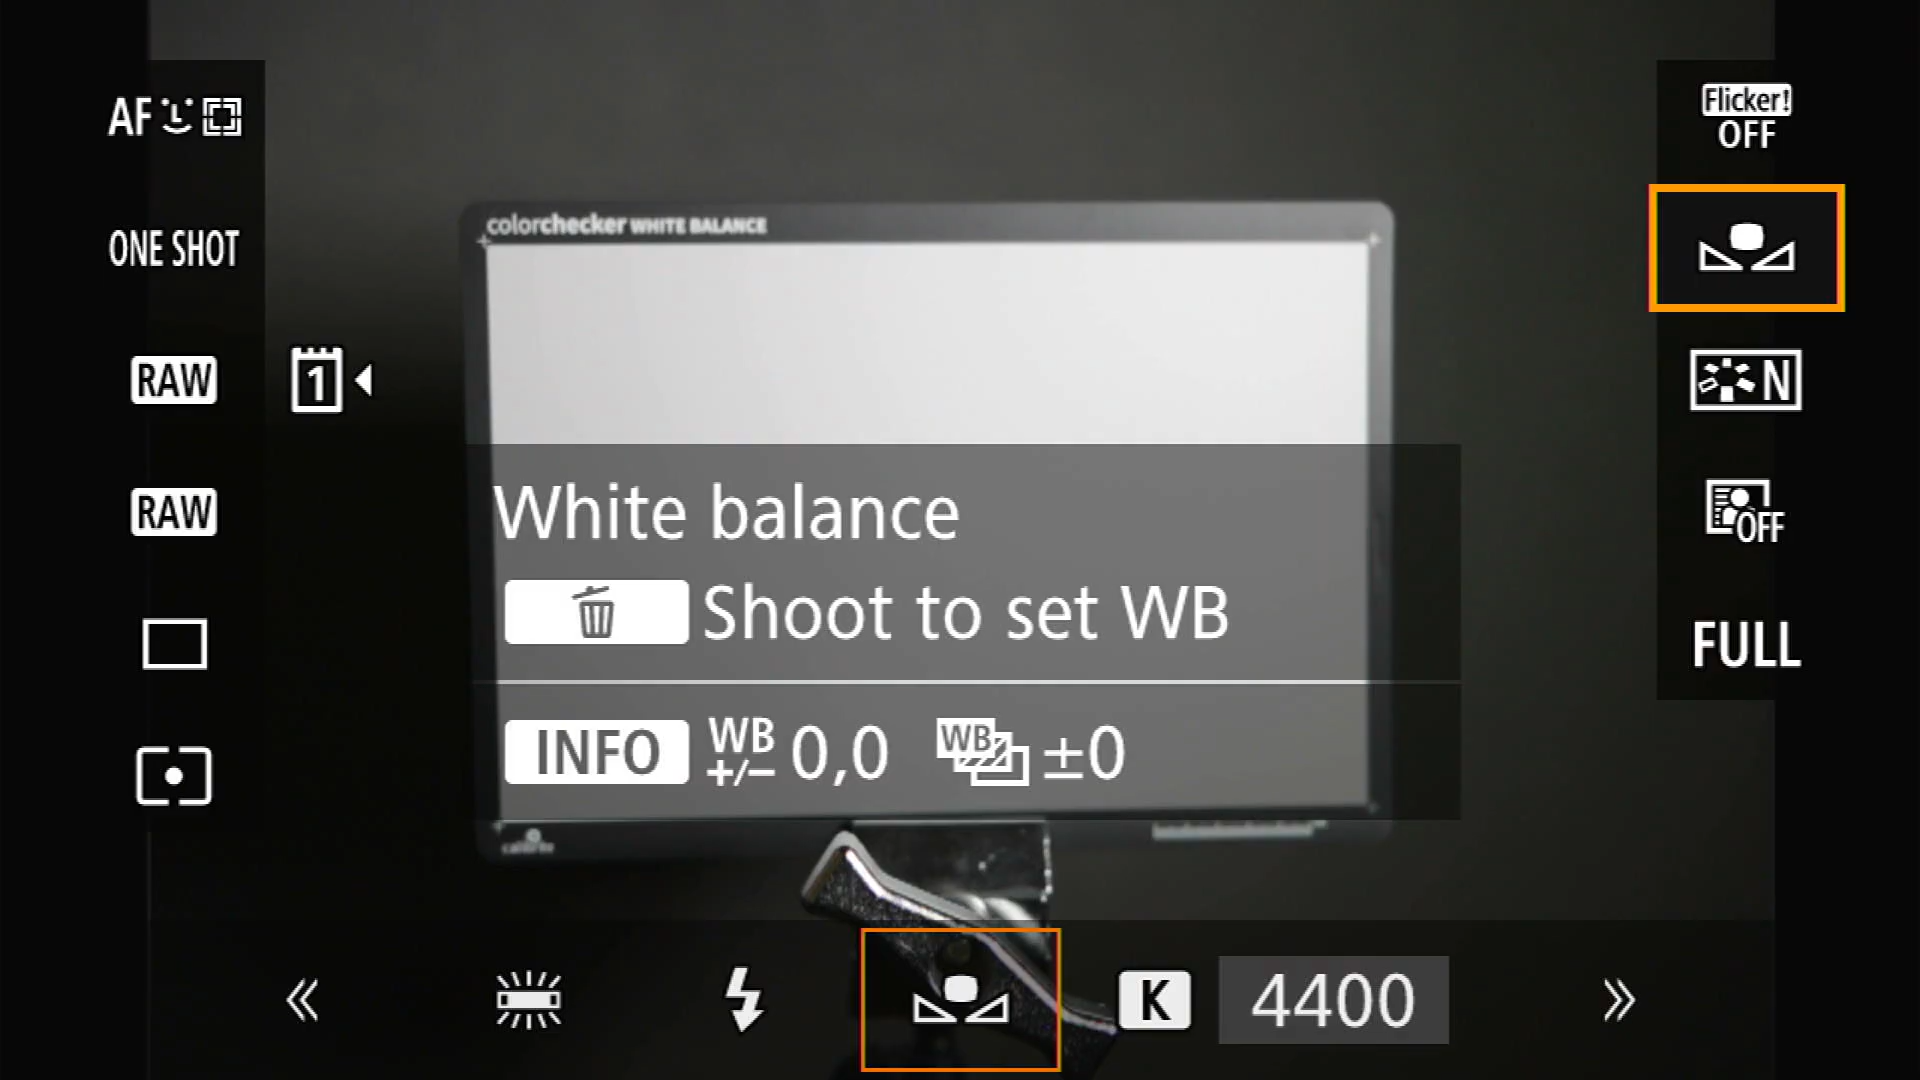 AF
Flicker!
OFF
colorchecker WHITE BALANCE
ONE SHOT
RAW
1
N
White balance
RAW
OFF
Shoot to set WB
FULL
INFO WB +/- 0,0 WB ±0
K 4400